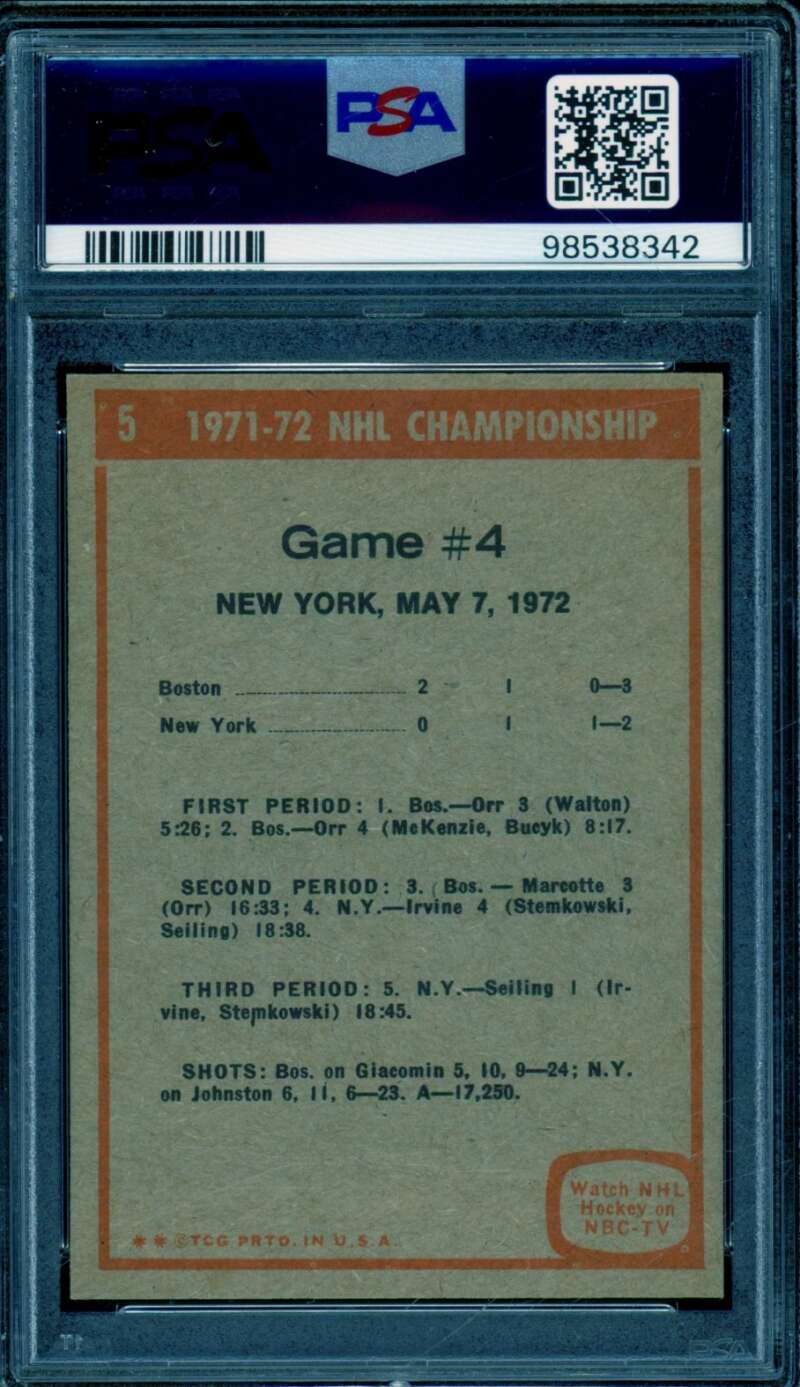 PSA
PSA
98538342
5 1971-72 NHL CHAMPIONSHIP
Game #4
NEW YORK, MAY 7, 1972
Boston 2 1 0—3
New York 0 1 1—2
FIRST PERIOD: 1. Bos.—Orr 3 (Walton)
5:26; 2. Bos.—Orr 4 (McKenzie, Bucyk) 8:17.
SECOND PERIOD: 3. Bos. — Marcotte 3
(Orr) 16:33; 4. N.Y.—Irvine 4 (Stemkowski,
Seiling) 18:38.
THIRD PERIOD: 5. N.Y.—Seiling 1 (Ir-
vine, Stemkowski) 18:45.
SHOTS: Bos. on Giacomin 5, 10, 9—24; N.Y.
on Johnston 6, 11, 6—23. A—17,250.
Watch NHL
Hockey on
NBC-TV
* * ©TCG PRTD. IN U.S.A.
PSA